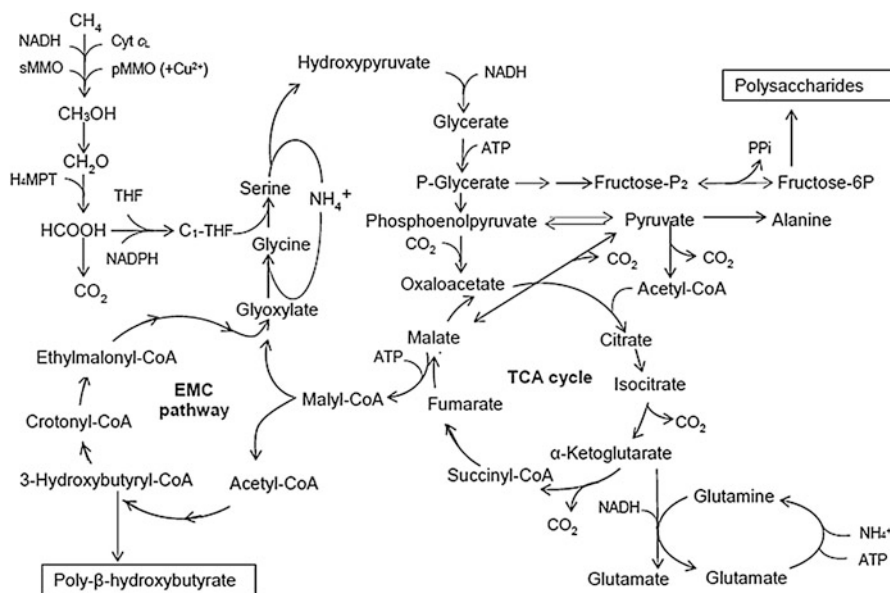 CH₄
NADH
Cyt c_L
sMMO
pMMO (+Cu²⁺)
CH₃OH
CH₂O
H₄MPT
THF
HCOOH
C₁-THF
NADPH
CO₂
Hydroxypyruvate
NADH
Glycerate
ATP
P-Glycerate
Fructose-P₂
PPi
Fructose-6P
Polysaccharides
Serine
NH₄⁺
Glycine
Glyoxylate
Phosphoenolpyruvate
Pyruvate
Alanine
CO₂
CO₂
CO₂
Oxaloacetate
Acetyl-CoA
Malate
Citrate
ATP
TCA cycle
Isocitrate
Ethylmalonyl-CoA
EMC
pathway
Malyl-CoA
Fumarate
CO₂
Crotonyl-CoA
α-Ketoglutarate
3-Hydroxybutyryl-CoA
Acetyl-CoA
Succinyl-CoA
CO₂
NADH
Glutamine
NH₄⁺
ATP
Glutamate
Glutamate
Poly-β-hydroxybutyrate